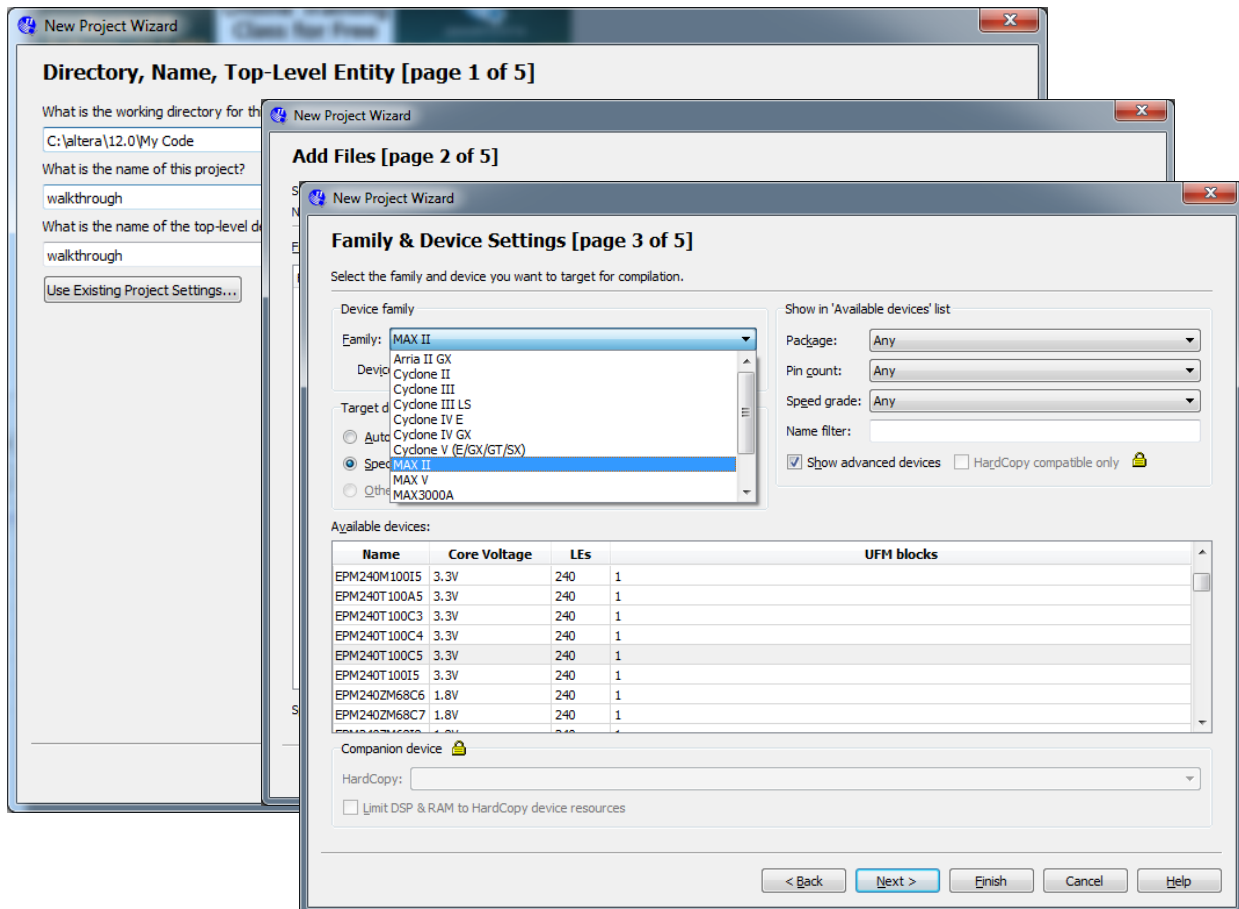 New Project Wizard
Class for Free
Directory, Name, Top-Level Entity [page 1 of 5]
What is the working directory for th
C:\altera\12.0\My Code
What is the name of this project?
walkthrough
What is the name of the top-level d
walkthrough
Use Existing Project Settings...
New Project Wizard
Add Files [page 2 of 5]
New Project Wizard
Family & Device Settings [page 3 of 5]
Select the family and device you want to target for compilation.
Device family
Family: MAX II
Arria II GX
Devic
Cyclone II
Cyclone III
Cyclone III LS
Target d
Cyclone IV E
Auto
Cyclone IV GX
Cyclone V (E/GX/GT/SX)
Spec
MAX II
MAX V
Othe
MAX3000A
Show in 'Available devices' list
Package: Any
Pin count: Any
Speed grade: Any
Name filter:
Show advanced devices HardCopy compatible only
Available devices:
Name Core Voltage LEs UFM blocks
EPM240M100I5 3.3V 240 1
EPM240T100A5 3.3V 240 1
EPM240T100C3 3.3V 240 1
EPM240T100C4 3.3V 240 1
EPM240T100C5 3.3V 240 1
EPM240T100I5 3.3V 240 1
EPM240ZM68C6 1.8V 240 1
EPM240ZM68C7 1.8V 240 1
Companion device
HardCopy:
Limit DSP & RAM to HardCopy device resources
< Back Next > Finish Cancel Help